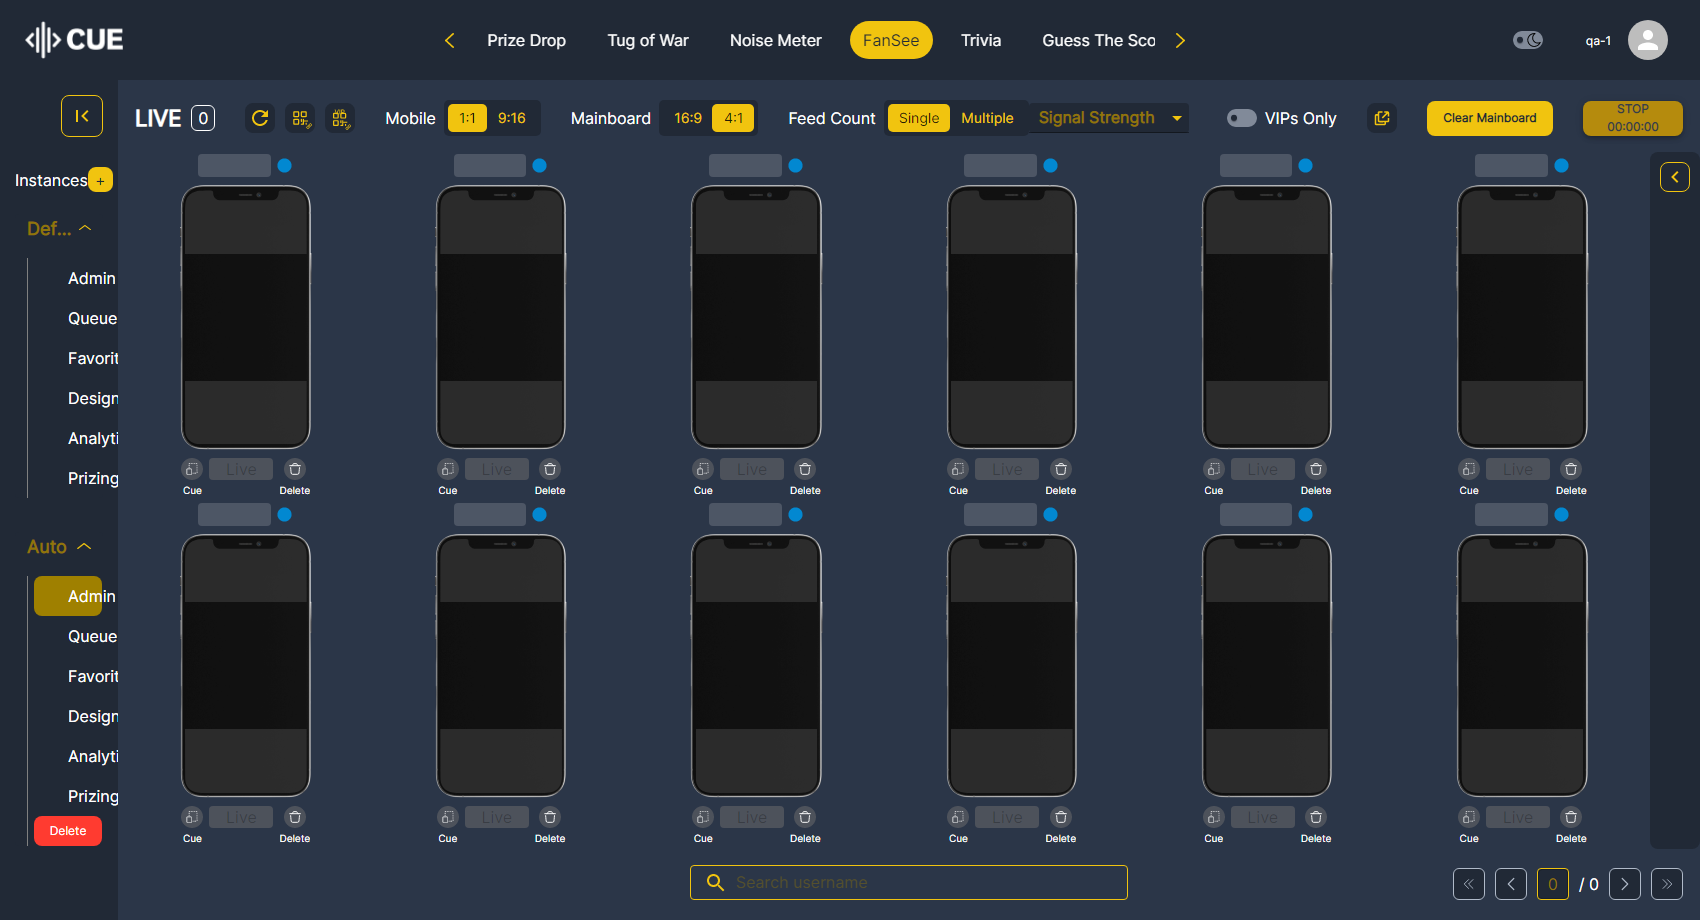 CUE
Prize Drop
Tug of War
Noise Meter
FanSee
Trivia
Guess The Sco
qa-1
LIVE 0
Mobile 1:1 9:16
Mainboard 16:9 4:1
Feed Count Single Multiple
Signal Strength
VIPs Only
Clear Mainboard
STOP
00:00:00
Instances +
Def...
Admin
Queue
Favorit
Design
Analyti
Prizing
Auto
Admin
Queue
Favorit
Design
Analyti
Prizing
Delete
Live Live Live Live Live Live
Cue Delete Cue Delete Cue Delete Cue Delete Cue Delete Cue Delete
Live Live Live Live Live Live
Cue Delete Cue Delete Cue Delete Cue Delete Cue Delete Cue Delete
Search username
0 / 0